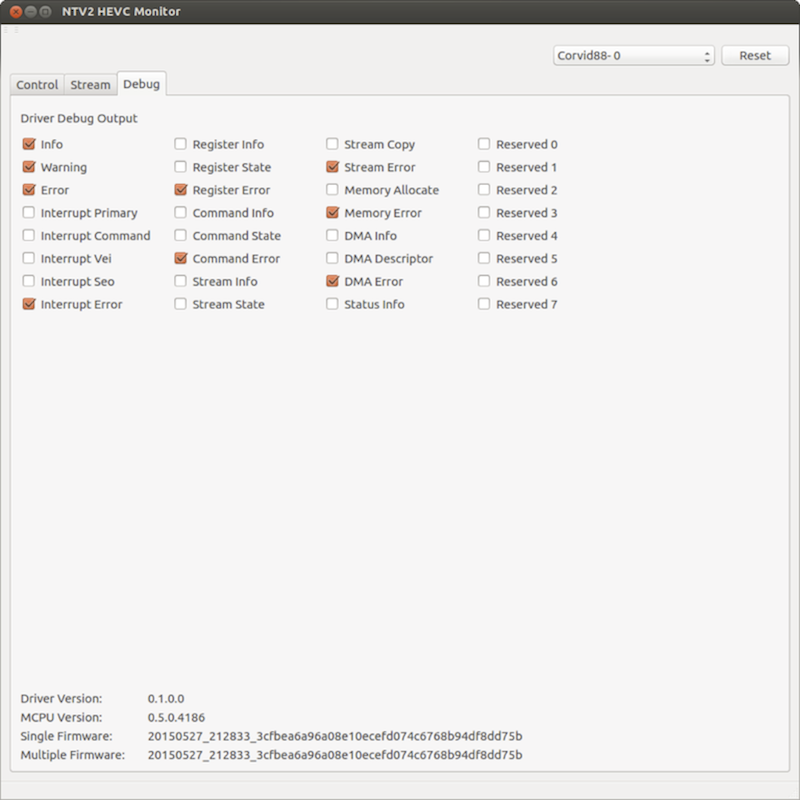 NTV2 HEVC Monitor
Corvid88- 0 Reset
Control Stream Debug
Driver Debug Output
Info Register Info Stream Copy Reserved 0
Warning Register State Stream Error Reserved 1
Error Register Error Memory Allocate Reserved 2
Interrupt Primary Command Info Memory Error Reserved 3
Interrupt Command Command State DMA Info Reserved 4
Interrupt Vei Command Error DMA Descriptor Reserved 5
Interrupt Seo Stream Info DMA Error Reserved 6
Interrupt Error Stream State Status Info Reserved 7
Driver Version: 0.1.0.0
MCPU Version: 0.5.0.4186
Single Firmware: 20150527_212833_3cfbea6a96a08e10ecefd074c6768b94df8dd75b
Multiple Firmware: 20150527_212833_3cfbea6a96a08e10ecefd074c6768b94df8dd75b